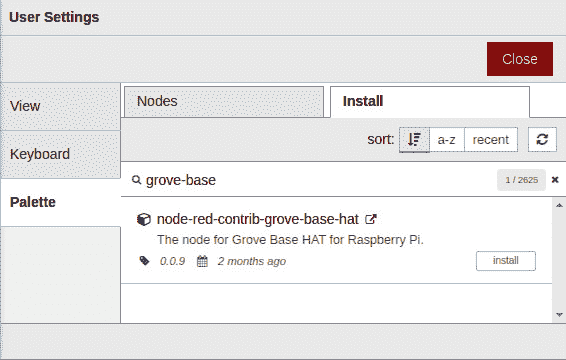 User Settings
Close
View
Keyboard
Palette
Nodes
Install
sort:
a-z
recent
grove-base
1 / 2625
node-red-contrib-grove-base-hat
The node for Grove Base HAT for Raspberry Pi.
0.0.9
2 months ago
install